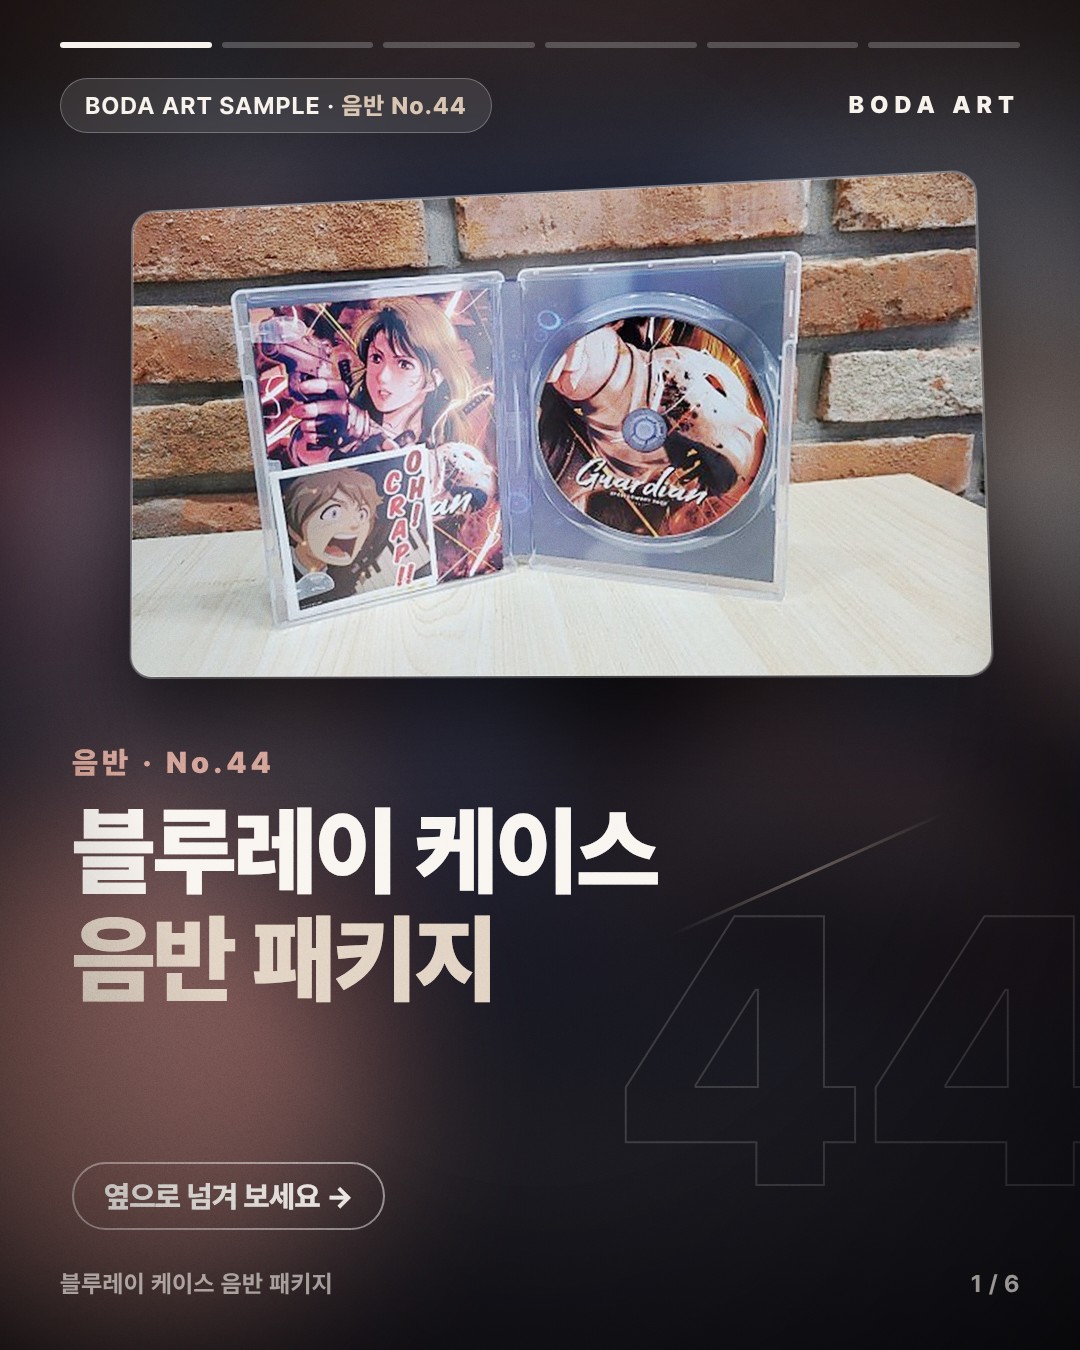 BODA ART SAMPLE · 음반 No.44
BODA ART
OH!
CRAP!!
an
Guardian
음반 · No.44
블루레이 케이스
음반 패키지
44
옆으로 넘겨 보세요 →
블루레이 케이스 음반 패키지
1 / 6